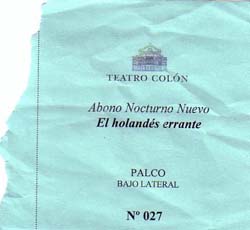 TEATRO COLÓN
Abono Nocturno Nuevo
El holandés errante
PALCO
BAJO LATERAL
Nº 027